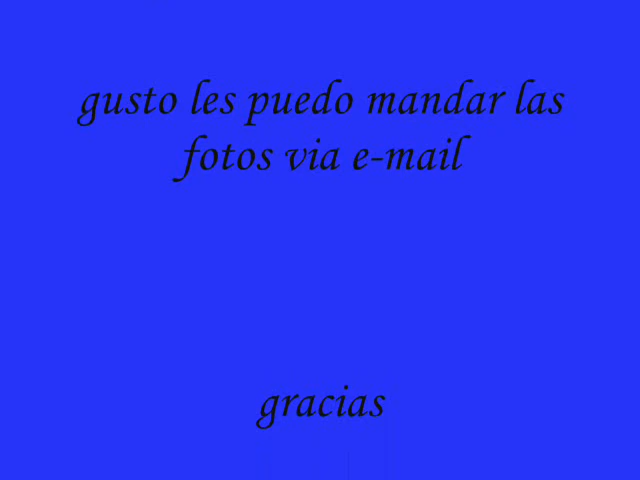 gusto les puedo mandar las
fotos via e-mail
gracias